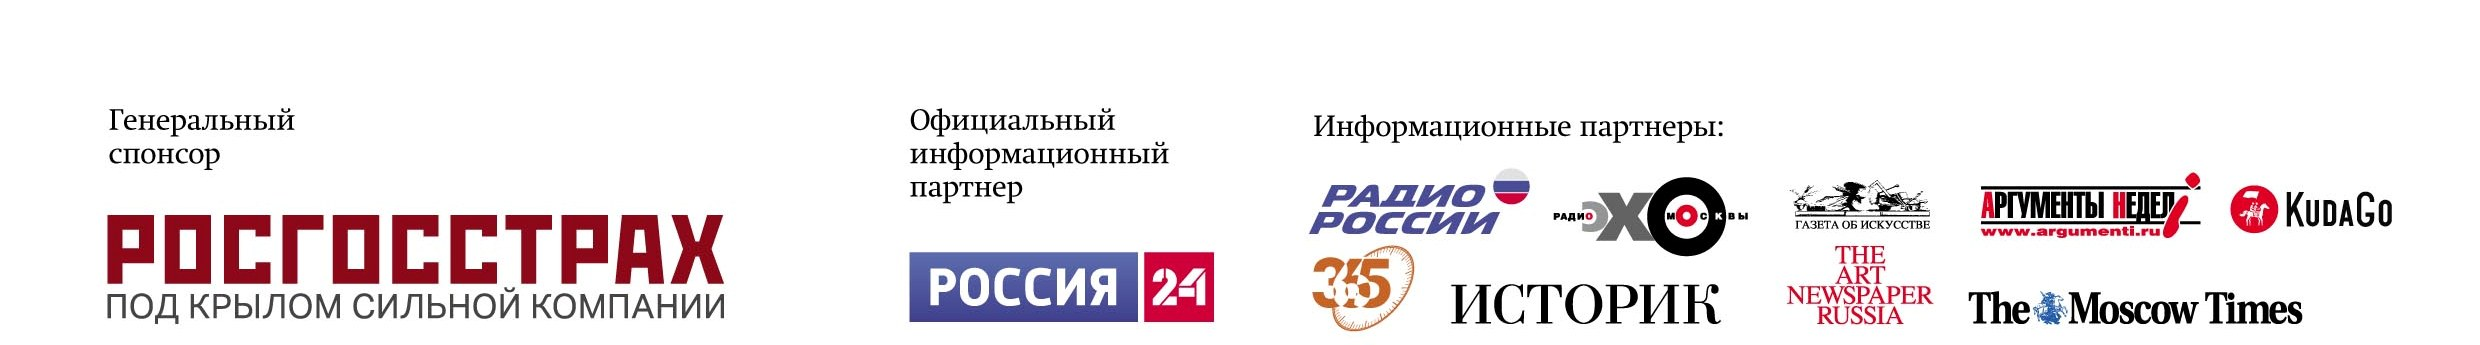 Генеральный
спонсор
РОСГОССТРАХ
ПОД КРЫЛОМ СИЛЬНОЙ КОМПАНИИ
Официальный
информационный
партнер
РОССИЯ 24
Информационные партнеры:
РАДИО
РОССИИ
РАДИО ЭХО МОСКВЫ
ГАЗЕТА ОБ ИСКУССТВЕ
THE
ART
NEWSPAPER
RUSSIA
АРГУМЕНТЫ НЕДЕЛi
www.argumenti.ru
KUDAGO
365
ИСТОРИК
The Moscow Times